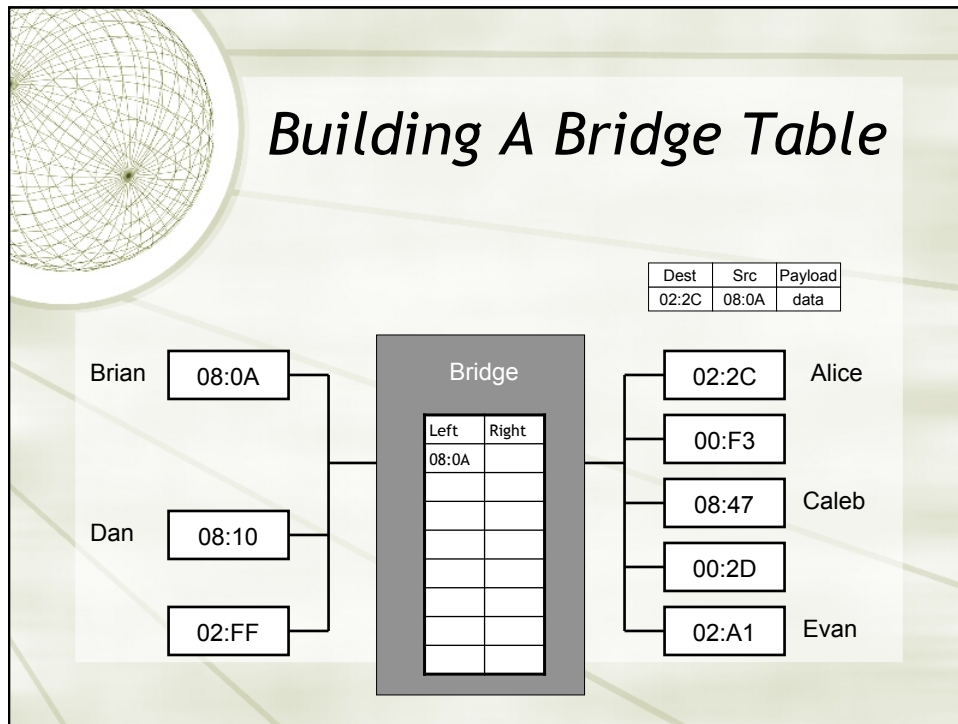 Building A Bridge Table
Dest Src Payload
02:2C 08:0A data
Brian 08:0A Bridge 02:2C Alice
Left Right
00:F3
08:0A
08:47 Caleb
Dan 08:10
00:2D
02:FF 02:A1 Evan